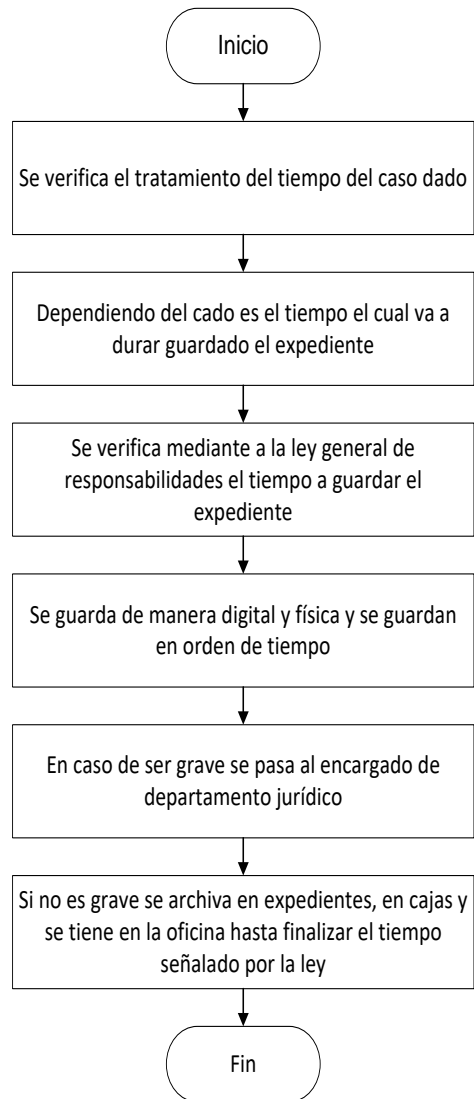 Inicio
Se verifica el tratamiento del tiempo del caso dado
Dependiendo del cado es el tiempo el cual va a
durar guardado el expediente
Se verifica mediante a la ley general de
responsabilidades el tiempo a guardar el
expediente
Se guarda de manera digital y física y se guardan
en orden de tiempo
En caso de ser grave se pasa al encargado de
departamento jurídico
Si no es grave se archiva en expedientes, en cajas y
se tiene en la oficina hasta finalizar el tiempo
señalado por la ley
Fin